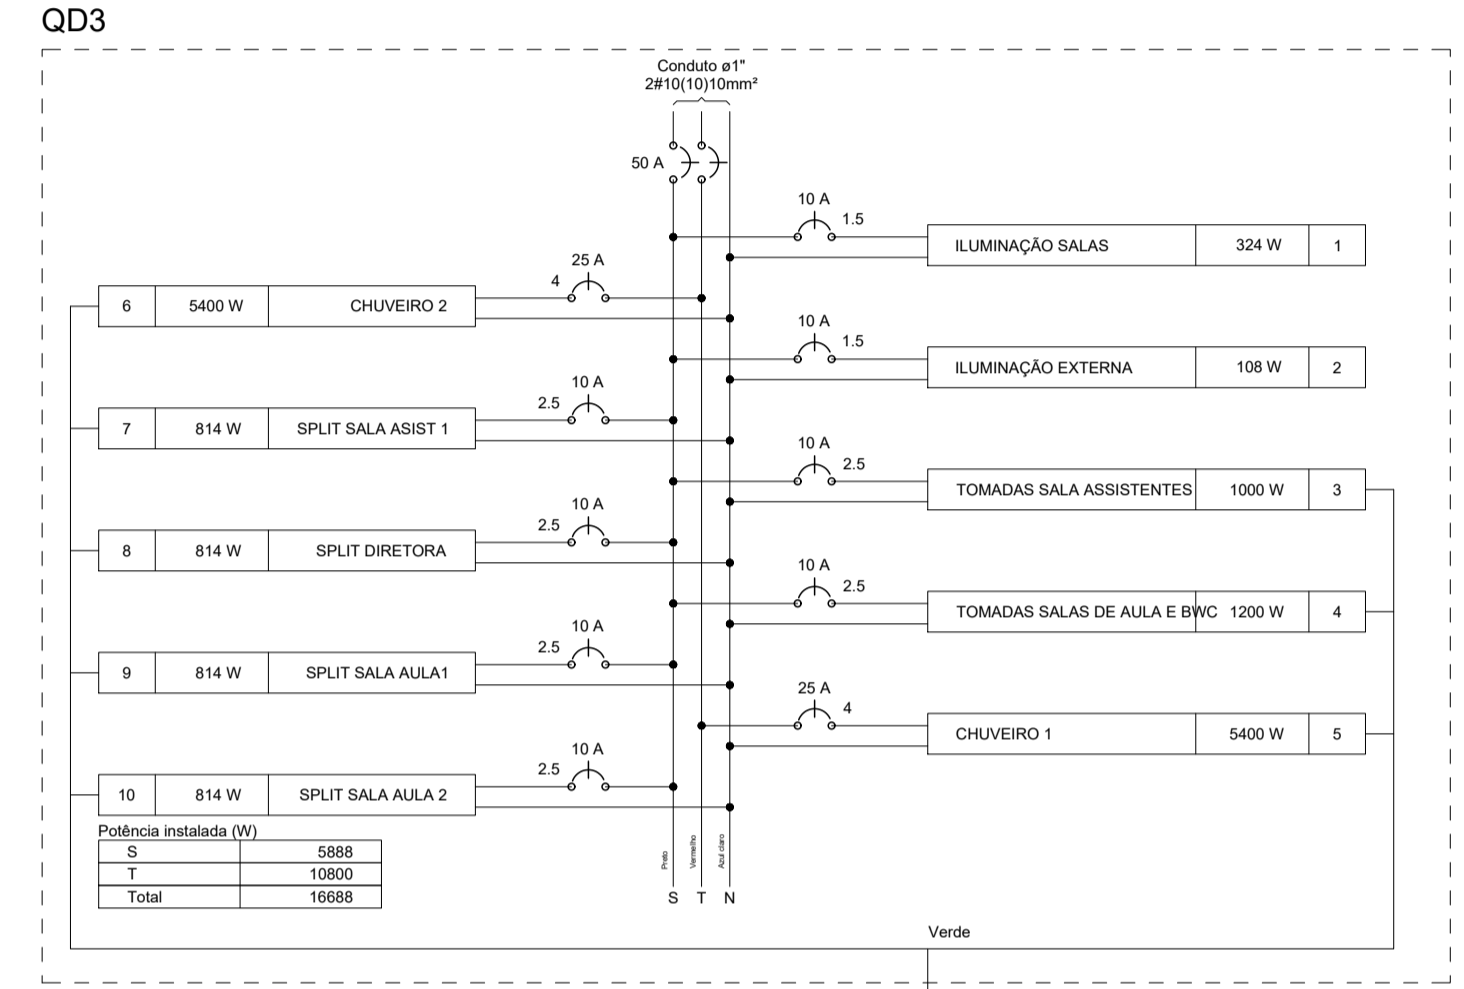 QD3
Conduto ø1"
2#10(10)10mm²
50 A
10 A
1.5
ILUMINAÇÃO SALAS 324 W 1
25 A
4
6 5400 W CHUVEIRO 2
10 A
1.5
ILUMINAÇÃO EXTERNA 108 W 2
10 A
2.5
7 814 W SPLIT SALA ASIST 1
10 A
2.5
TOMADAS SALA ASSISTENTES 1000 W 3
10 A
2.5
8 814 W SPLIT DIRETORA
10 A
2.5
TOMADAS SALAS DE AULA E BWC 1200 W 4
10 A
2.5
9 814 W SPLIT SALA AULA1
25 A
4
CHUVEIRO 1 5400 W 5
10 A
2.5
10 814 W SPLIT SALA AULA 2
Potência instalada (W)
S 5888
T 10800
Total 16688
Preto
Vermelho
Azul claro
S T N
Verde